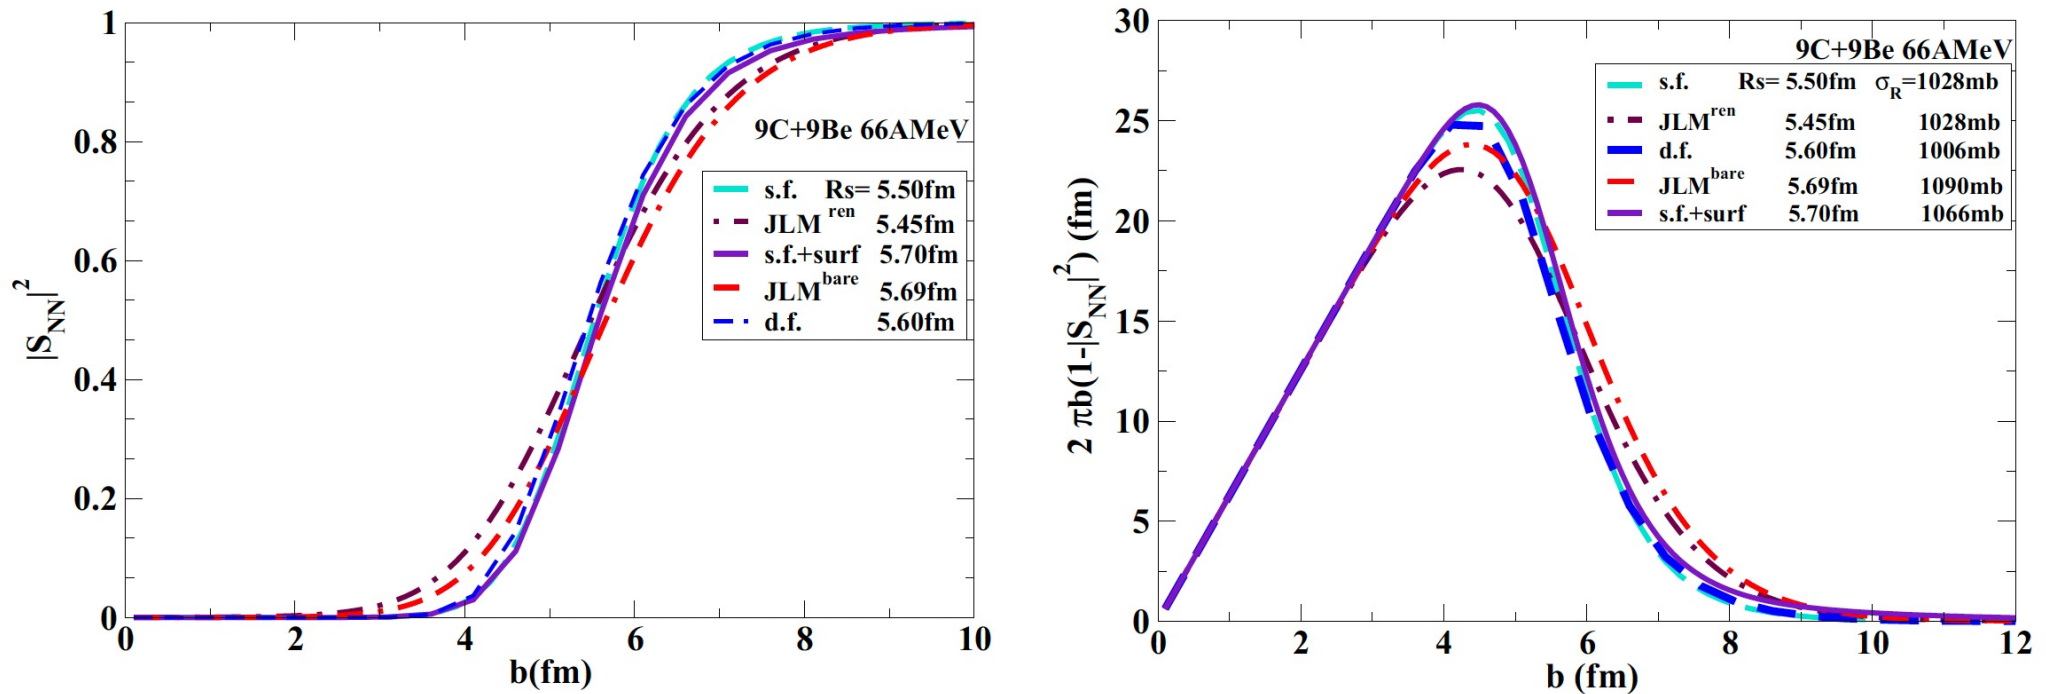 1
0.8
0.6
0.4
0.2
0
|S_NN|^2
0 2 4 6 8 10
b(fm)
9C+9Be 66AMeV
s.f. Rs= 5.50fm
JLM^ren 5.45fm
s.f.+surf 5.70fm
JLM^bare 5.69fm
d.f. 5.60fm
30
25
20
15
10
5
0
2 πb(1-|S_NN|^2) (fm)
0 2 4 6 8 10 12
b (fm)
9C+9Be 66AMeV
s.f. Rs= 5.50fm σ_R=1028mb
JLM^ren 5.45fm 1028mb
d.f. 5.60fm 1006mb
JLM^bare 5.69fm 1090mb
s.f.+surf 5.70fm 1066mb